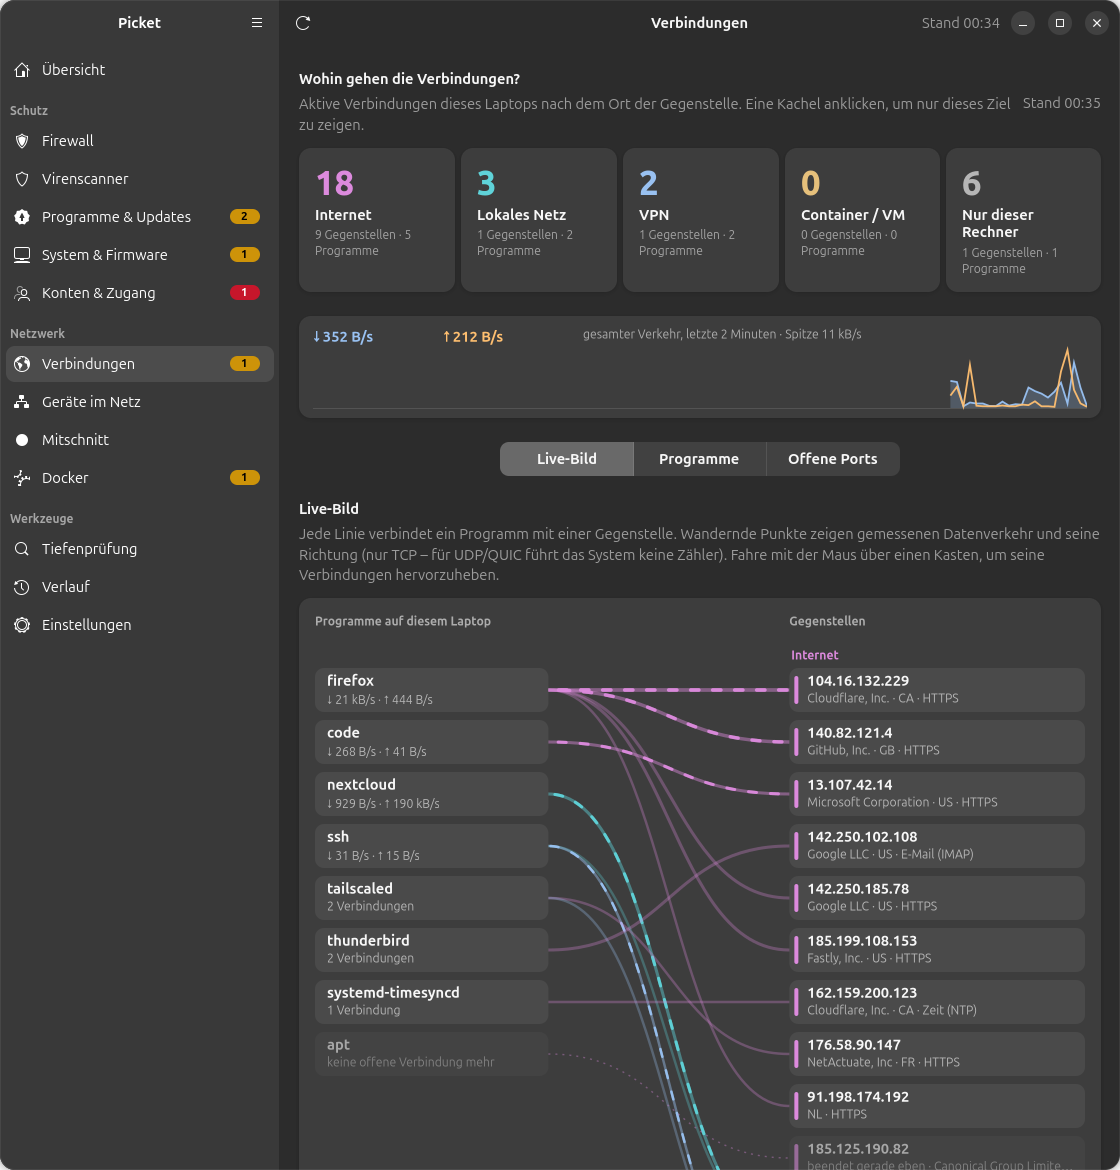 Picket
Übersicht
Schutz
Firewall
Virenscanner
Programme & Updates 2
System & Firmware 1
Konten & Zugang 1
Netzwerk
Verbindungen 1
Geräte im Netz
Mitschnitt
Docker 1
Werkzeuge
Tiefenprüfung
Verlauf
Einstellungen
Verbindungen
Stand 00:34
Wohin gehen die Verbindungen?
Aktive Verbindungen dieses Laptops nach dem Ort der Gegenstelle. Eine Kachel anklicken, um nur dieses Ziel
zu zeigen.
Stand 00:35
18
Internet
9 Gegenstellen · 5
Programme
3
Lokales Netz
1 Gegenstellen · 2
Programme
2
VPN
1 Gegenstellen · 2
Programme
0
Container / VM
0 Gegenstellen · 0
Programme
6
Nur dieser
Rechner
1 Gegenstellen · 1
Programme
↓352 B/s
↑212 B/s
gesamter Verkehr, letzte 2 Minuten · Spitze 11 kB/s
Live-Bild
Programme
Offene Ports
Live-Bild
Jede Linie verbindet ein Programm mit einer Gegenstelle. Wandernde Punkte zeigen gemessenen Datenverkehr und seine
Richtung (nur TCP – für UDP/QUIC führt das System keine Zähler). Fahre mit der Maus über einen Kasten, um seine
Verbindungen hervorzuheben.
Programme auf diesem Laptop
firefox
↓ 21 kB/s · ↑ 444 B/s
code
↓ 268 B/s · ↑ 41 B/s
nextcloud
↓ 929 B/s · ↑ 190 kB/s
ssh
↓ 31 B/s · ↑ 15 B/s
tailscaled
2 Verbindungen
thunderbird
2 Verbindungen
systemd-timesyncd
1 Verbindung
apt
keine offene Verbindung mehr
Gegenstellen
Internet
104.16.132.229
Cloudflare, Inc. · CA · HTTPS
140.82.121.4
GitHub, Inc. · GB · HTTPS
13.107.42.14
Microsoft Corporation · US · HTTPS
142.250.102.108
Google LLC · US · E-Mail (IMAP)
142.250.185.78
Google LLC · US · HTTPS
185.199.108.153
Fastly, Inc. · US · HTTPS
162.159.200.123
Cloudflare, Inc. · CA · Zeit (NTP)
176.58.90.147
NetActuate, Inc · FR · HTTPS
91.198.174.192
NL · HTTPS
185.125.190.82
beendet gerade eben · Canonical Group Limite…